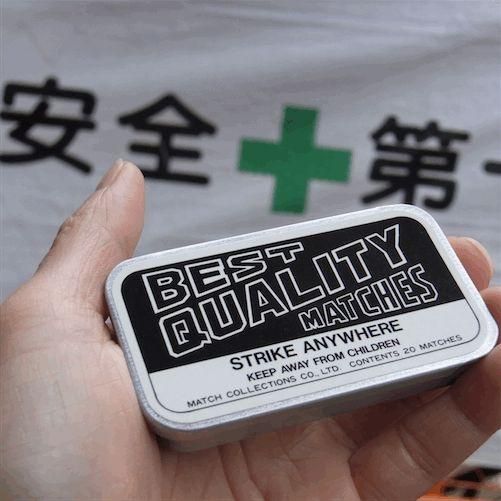 安全
第一
BEST
QUALITY
MATCHES
STRIKE ANYWHERE
KEEP AWAY FROM CHILDREN
MATCH COLLECTIONS CO., LTD. CONTENTS 20 MATCHES